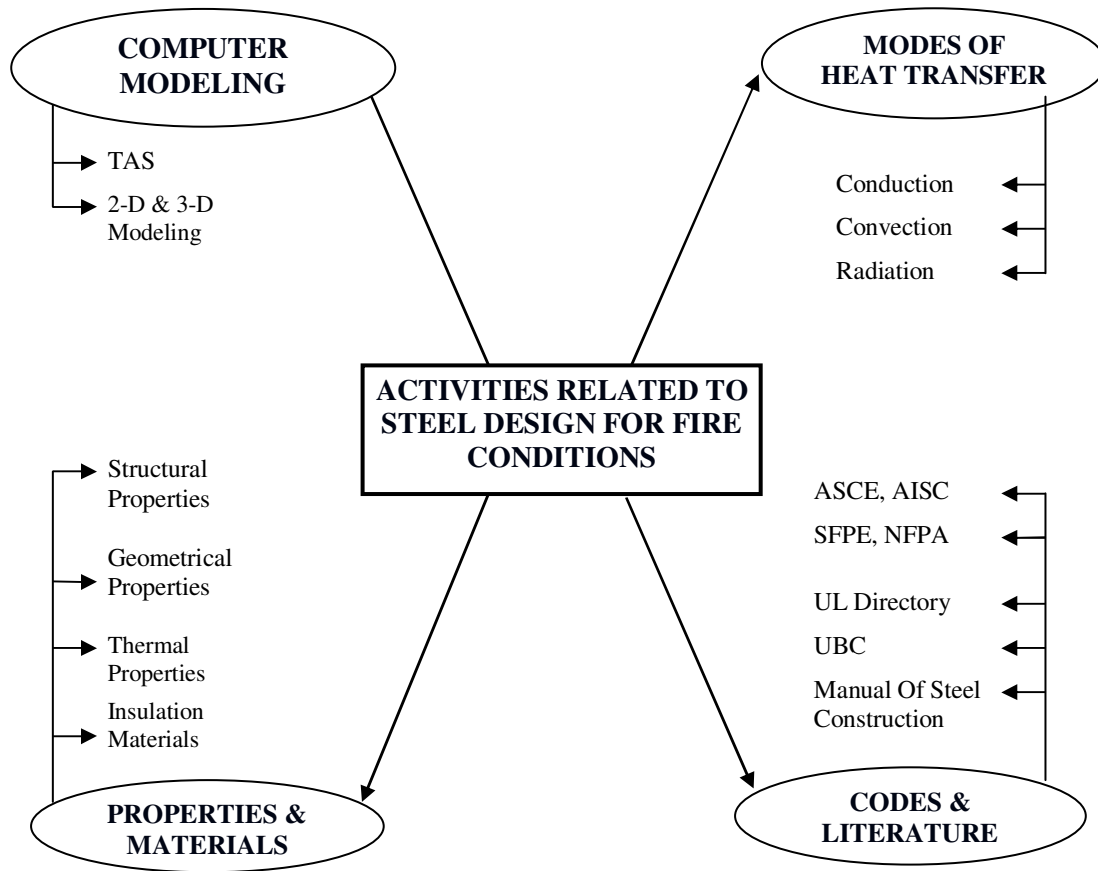 COMPUTER
MODELING
TAS
2-D & 3-D
Modeling
MODES OF
HEAT TRANSFER
Conduction
Convection
Radiation
ACTIVITIES RELATED TO
STEEL DESIGN FOR FIRE
CONDITIONS
Structural
Properties
Geometrical
Properties
Thermal
Properties
Insulation
Materials
PROPERTIES &
MATERIALS
ASCE, AISC
SFPE, NFPA
UL Directory
UBC
Manual Of Steel
Construction
CODES &
LITERATURE